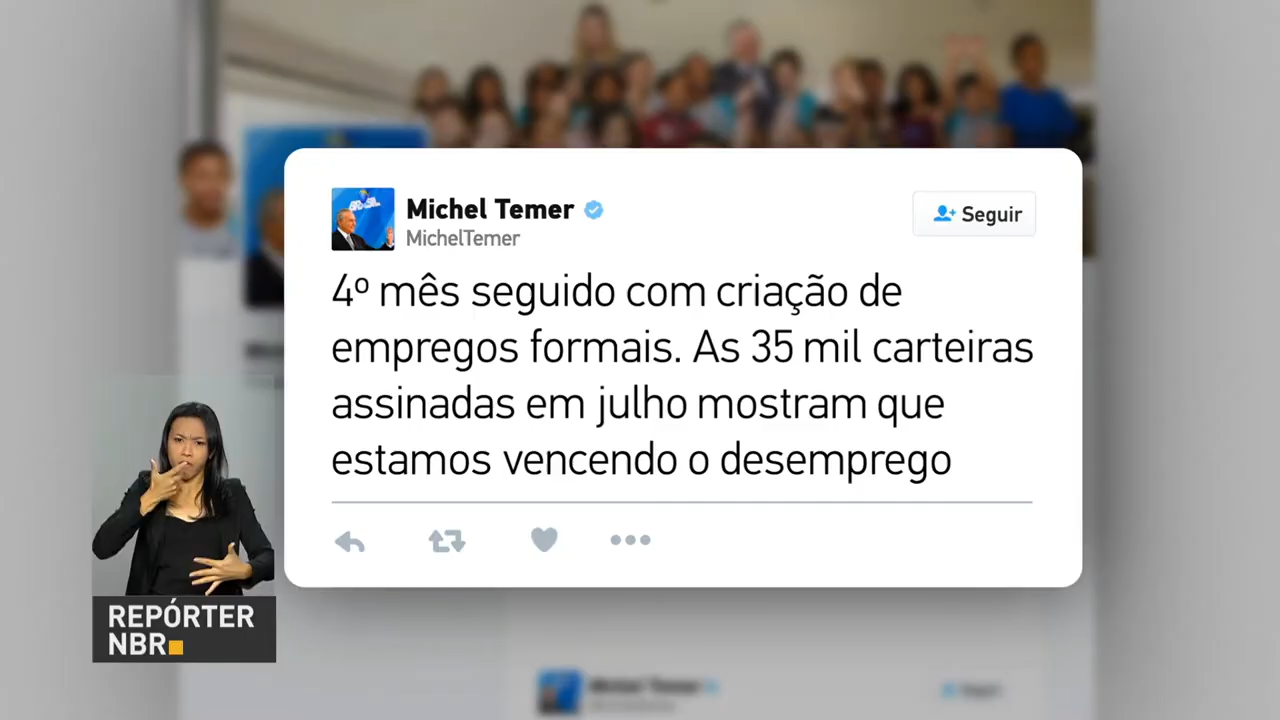 Michel Temer
MichelTemer
Seguir
4º mês seguido com criação de
empregos formais. As 35 mil carteiras
assinadas em julho mostram que
estamos vencendo o desemprego
REPÓRTER
NBR